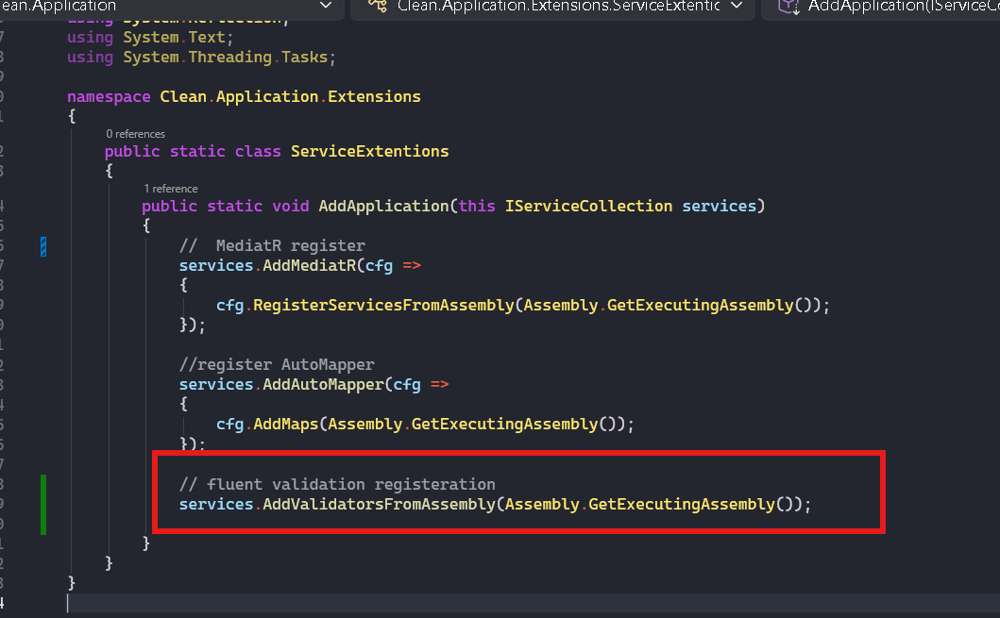 ean.Application
Clean.Application.Extensions.ServiceExtentic
AddApplication(IServiceCo
using System.Reflection;
using System.Text;
using System.Threading.Tasks;
namespace Clean.Application.Extensions
{
0 references
public static class ServiceExtentions
{
1 reference
public static void AddApplication(this IServiceCollection services)
{
//  MediatR register
services.AddMediatR(cfg =>
{
cfg.RegisterServicesFromAssembly(Assembly.GetExecutingAssembly());
});
//register AutoMapper
services.AddAutoMapper(cfg =>
{
cfg.AddMaps(Assembly.GetExecutingAssembly());
});
// fluent validation registeration
services.AddValidatorsFromAssembly(Assembly.GetExecutingAssembly());
}
}
}